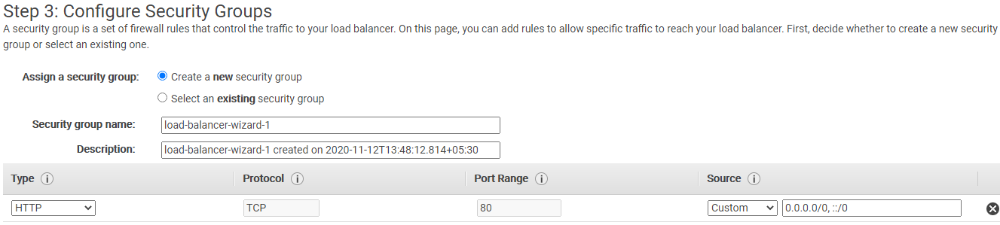 Step 3: Configure Security Groups
A security group is a set of firewall rules that control the traffic to your load balancer. On this page, you can add rules to allow specific traffic to reach your load balancer. First, decide whether to create a new security
group or select an existing one.
Assign a security group: Create a new security group
Select an existing security group
Security group name: load-balancer-wizard-1
Description: load-balancer-wizard-1 created on 2020-11-12T13:48:12.814+05:30
Type i Protocol i Port Range i Source i
HTTP TCP 80 Custom 0.0.0.0/0, ::/0